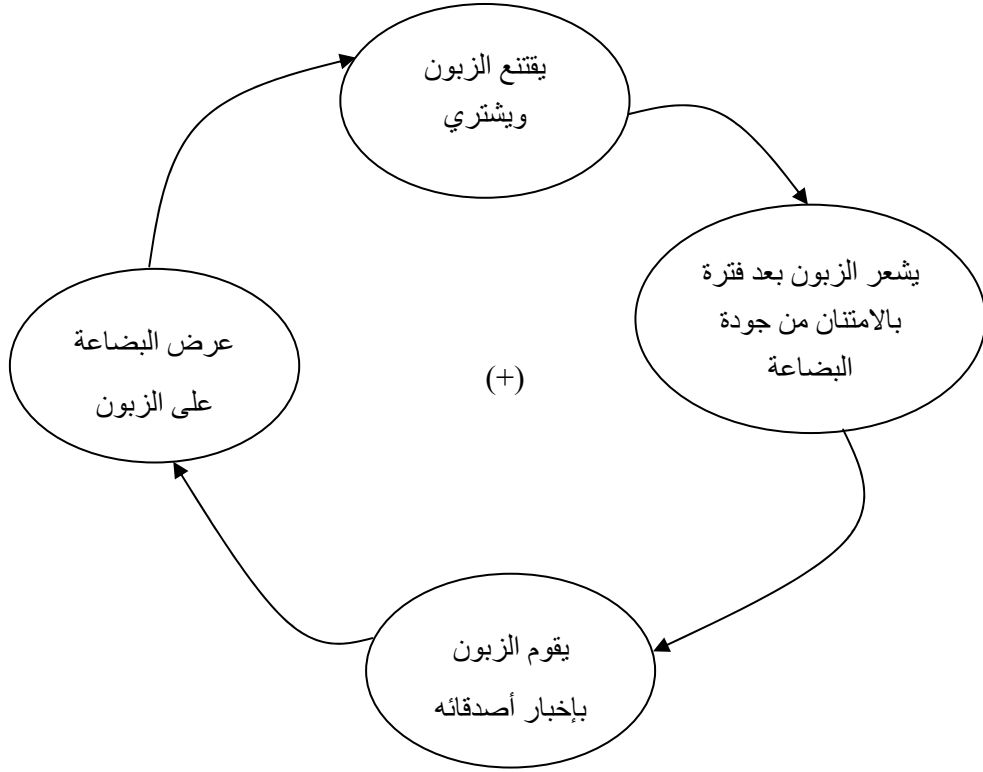 يقتنع الزبون
ويشتري
يشعر الزبون بعد فترة
بالامتنان من جودة
البضاعة
عرض البضاعة
على الزبون
(+)
يقوم الزبون
بإخبار أصدقائه